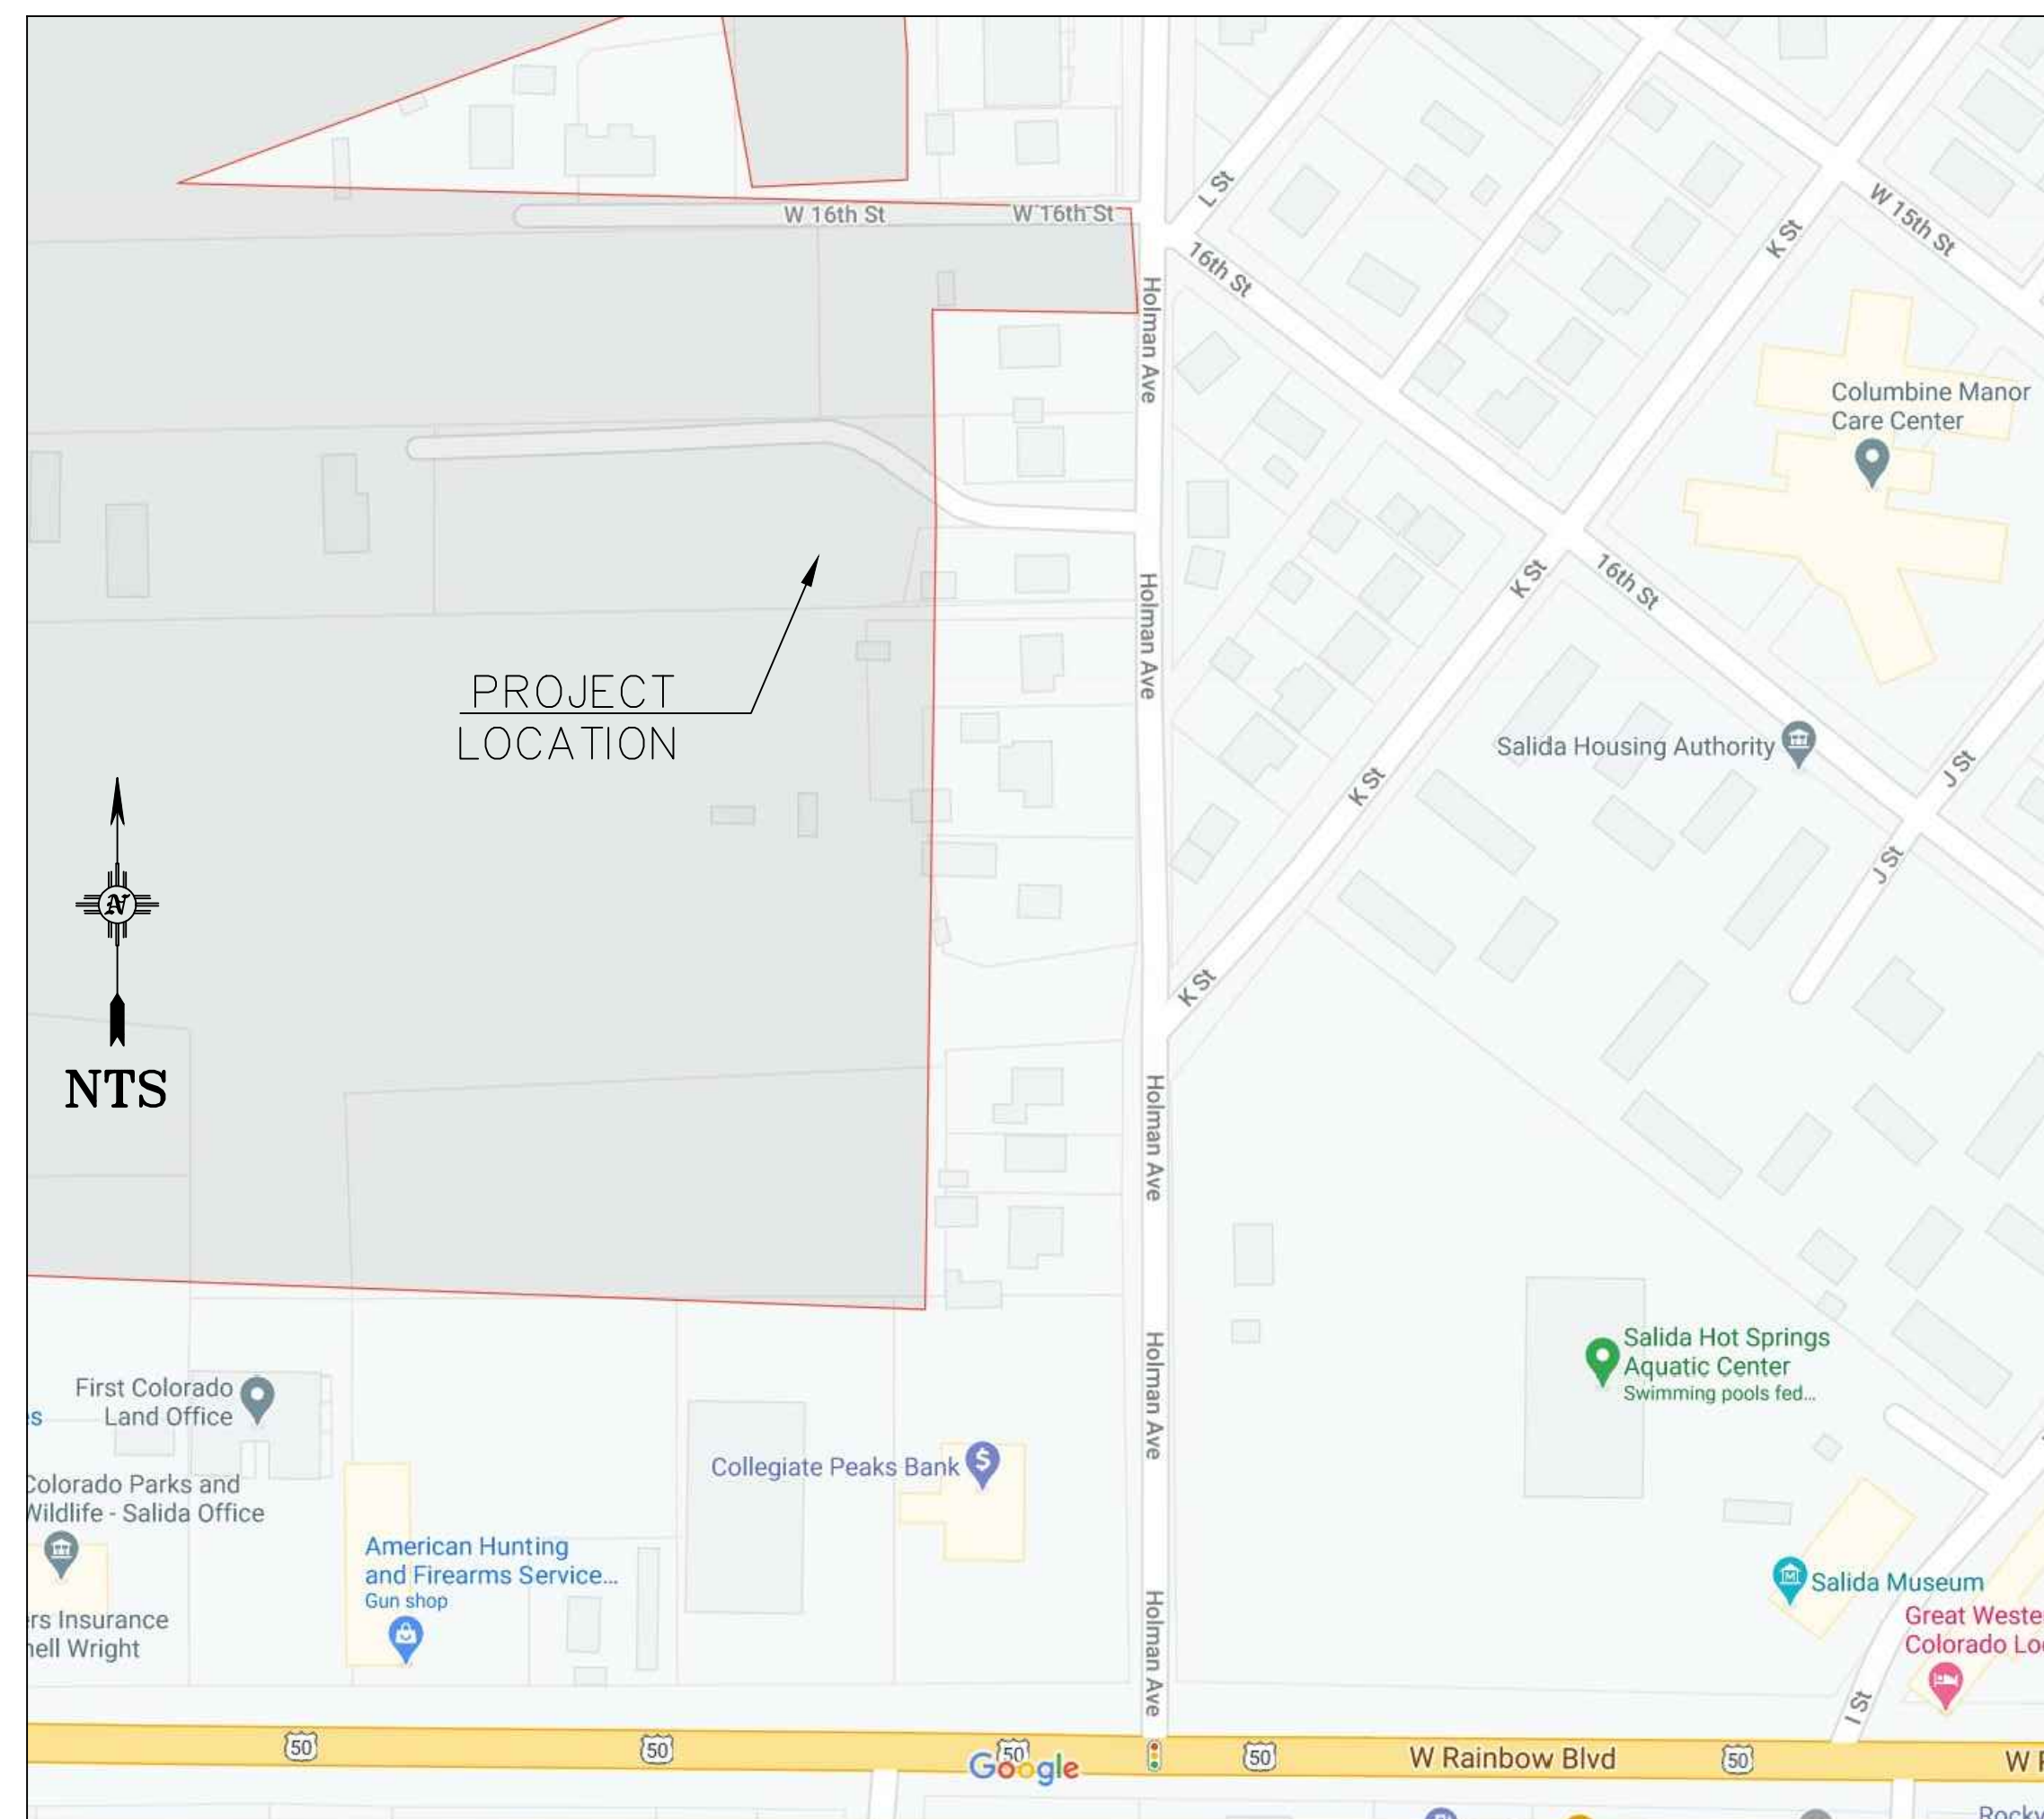 L St
W 16th St
W 16th St
W 15th St
K St
16th St
Holman Ave
Columbine Manor
Care Center
K St
16th St
Holman Ave
PROJECT
LOCATION
Salida Housing Authority
J St
K St
J St
N
K St
NTS
Holman Ave
Salida Hot Springs
Aquatic Center
Swimming pools fed...
First Colorado
Land Office
s
Holman Ave
Collegiate Peaks Bank
$
Colorado Parks and
Wildlife - Salida Office
American Hunting
and Firearms Service...
Gun shop
M
Salida Museum
Great Weste
Colorado Lo
ers Insurance
nell Wright
Holman Ave
I St
50
50
50
Google
50
W Rainbow Blvd
50
W
Rocky